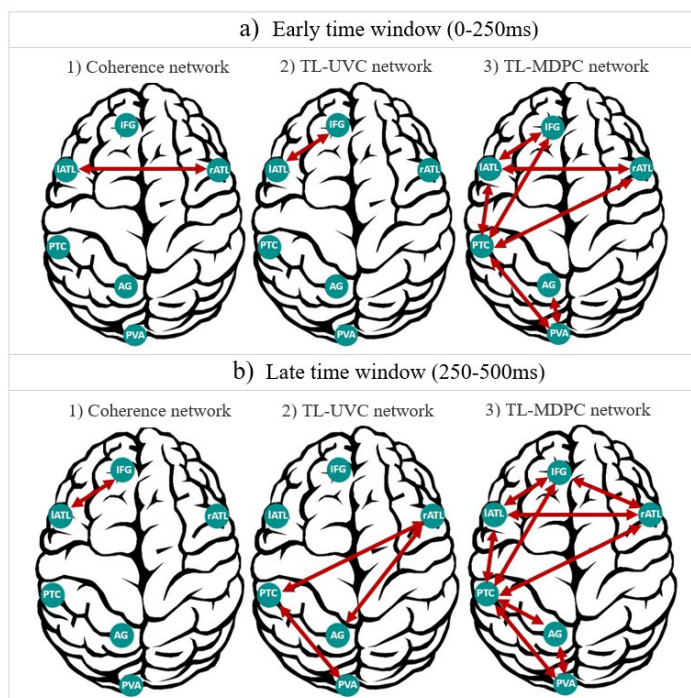 a) Early time window (0-250ms)
1) Coherence network
2) TL-UVC network
3) TL-MDPC network
IFG
lATL
rATL
PTC
AG
PVA
IFG
lATL
rATL
PTC
AG
PVA
IFG
lATL
rATL
PTC
AG
PVA
b) Late time window (250-500ms)
1) Coherence network
2) TL-UVC network
3) TL-MDPC network
IFG
lATL
rATL
PTC
AG
PVA
IFG
lATL
rATL
PTC
AG
PVA
IFG
lATL
rATL
PTC
AG
PVA